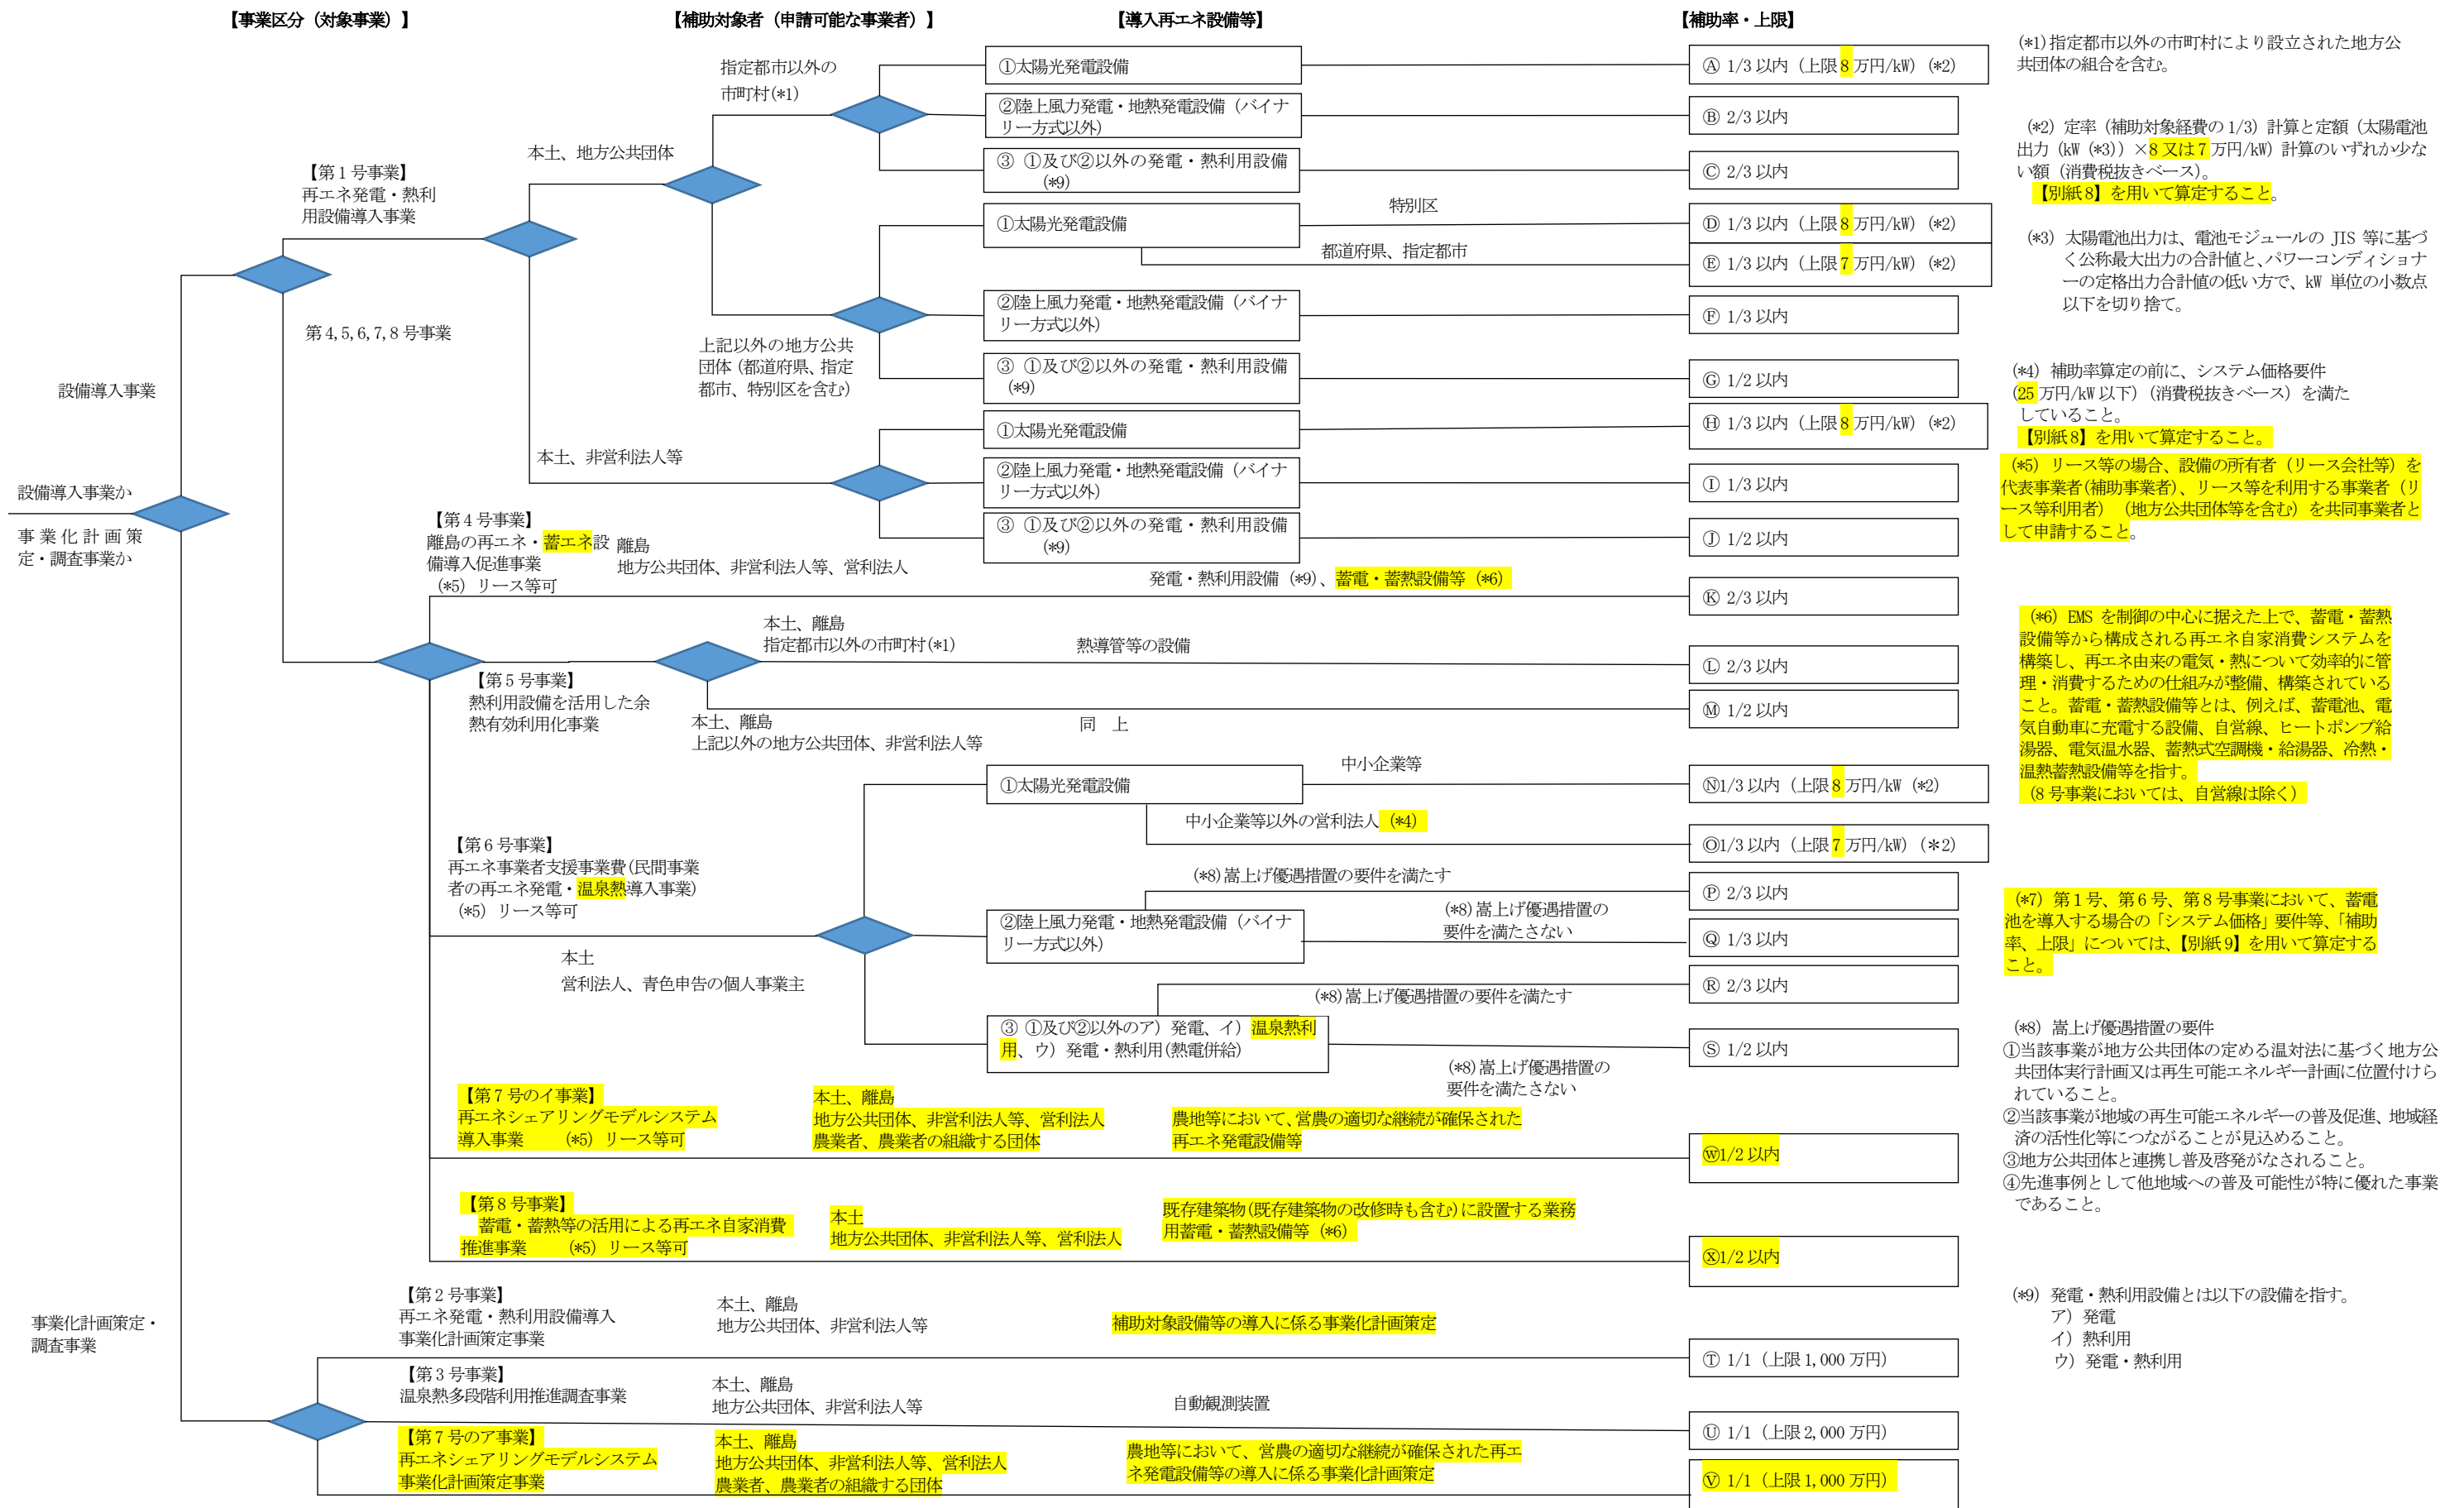 【事業区分（対象事業）】
【補助対象者（申請可能な事業者）】
【導入再エネ設備等】
【補助率・上限】
設備導入事業か
事業化計画策
定・調査事業か
設備導入事業
【第1号事業】
再エネ発電・熱利
用設備導入事業
第4,5,6,7,8号事業
本土、地方公共団体
指定都市以外の
市町村(*1)
①太陽光発電設備
Ⓐ 1/3以内（上限8万円/kW）(*2)
②陸上風力発電・地熱発電設備（バイナ
リー方式以外）
Ⓑ 2/3以内
③ ①及び②以外の発電・熱利用設備
(*9)
Ⓒ 2/3以内
上記以外の地方公共
団体（都道府県、指定
都市、特別区を含む）
①太陽光発電設備
特別区
Ⓓ 1/3以内（上限8万円/kW）(*2)
都道府県、指定都市
Ⓔ 1/3以内（上限7万円/kW）(*2)
②陸上風力発電・地熱発電設備（バイナ
リー方式以外）
Ⓕ 1/3以内
③ ①及び②以外の発電・熱利用設備
(*9)
Ⓖ 1/2以内
本土、非営利法人等
①太陽光発電設備
Ⓗ 1/3以内（上限8万円/kW）(*2)
②陸上風力発電・地熱発電設備（バイナ
リー方式以外）
Ⓘ 1/3以内
③ ①及び②以外の発電・熱利用設備
(*9)
Ⓙ 1/2以内
【第4号事業】
離島の再エネ・蓄エネ設
備導入促進事業
(*5) リース等可
離島
地方公共団体、非営利法人等、営利法人
発電・熱利用設備（*9）、蓄電・蓄熱設備等（*6）
Ⓚ 2/3以内
【第5号事業】
熱利用設備を活用した余
熱有効利用化事業
本土、離島
指定都市以外の市町村(*1)
熱導管等の設備
Ⓛ 2/3以内
本土、離島
上記以外の地方公共団体、非営利法人等
同　上
Ⓜ 1/2以内
【第6号事業】
再エネ事業者支援事業費(民間事業
者の再エネ発電・温泉熱導入事業)
(*5) リース等可
本土
営利法人、青色申告の個人事業主
①太陽光発電設備
中小企業等
Ⓝ1/3以内（上限8万円/kW（*2）
中小企業等以外の営利法人（*4）
Ⓞ1/3以内（上限7万円/kW）（＊2）
(*8)嵩上げ優遇措置の要件を満たす
Ⓟ 2/3以内
②陸上風力発電・地熱発電設備（バイナ
リー方式以外）
(*8)嵩上げ優遇措置の
要件を満たさない
Ⓠ 1/3以内
(*8)嵩上げ優遇措置の要件を満たす
Ⓡ 2/3以内
③ ①及び②以外のア）発電、イ）温泉熱利
用、ウ）発電・熱利用(熱電併給)
(*8)嵩上げ優遇措置の
要件を満たさない
Ⓢ 1/2以内
【第7号のイ事業】
再エネシェアリングモデルシステム
導入事業　　(*5) リース等可
本土、離島
地方公共団体、非営利法人等、営利法人
農業者、農業者の組織する団体
農地等において、営農の適切な継続が確保された
再エネ発電設備等
Ⓦ1/2以内
【第8号事業】
蓄電・蓄熱等の活用による再エネ自家消費
推進事業　　(*5) リース等可
本土
地方公共団体、非営利法人等、営利法人
既存建築物(既存建築物の改修時も含む)に設置する業務
用蓄電・蓄熱設備等（*6）
Ⓧ1/2以内
事業化計画策定・
調査事業
【第2号事業】
再エネ発電・熱利用設備導入
事業化計画策定事業
本土、離島
地方公共団体、非営利法人等
補助対象設備等の導入に係る事業化計画策定
Ⓣ 1/1（上限1,000万円）
【第3号事業】
温泉熱多段階利用推進調査事業
本土、離島
地方公共団体、非営利法人等
自動観測装置
Ⓤ 1/1（上限2,000万円）
【第7号のア事業】
再エネシェアリングモデルシステム
事業化計画策定事業
本土、離島
地方公共団体、非営利法人等、営利法人
農業者、農業者の組織する団体
農地等において、営農の適切な継続が確保された再エ
ネ発電設備等の導入に係る事業化計画策定
Ⓥ 1/1（上限1,000万円）
(*1)指定都市以外の市町村により設立された地方公
共団体の組合を含む。
(*2) 定率（補助対象経費の1/3）計算と定額（太陽電池
出力（kW（*3））×8又は7万円/kW）計算のいずれか少な
い額（消費税抜きベース）。
【別紙8】を用いて算定すること。
(*3) 太陽電池出力は、電池モジュールの JIS 等に基づ
く公称最大出力の合計値と、パワーコンディショナ
ーの定格出力合計値の低い方で、kW 単位の小数点
以下を切り捨て。
(*4) 補助率算定の前に、システム価格要件
（25万円/kW以下）（消費税抜きベース）を満た
していること。
【別紙8】を用いて算定すること。
(*5) リース等の場合、設備の所有者（リース会社等）を
代表事業者(補助事業者)、リース等を利用する事業者（リ
ース等利用者）（地方公共団体等を含む）を共同事業者と
して申請すること。
(*6) EMS を制御の中心に据えた上で、蓄電・蓄熱
設備等から構成される再エネ自家消費システムを
構築し、再エネ由来の電気・熱について効率的に管
理・消費するための仕組みが整備、構築されている
こと。蓄電・蓄熱設備等とは、例えば、蓄電池、電
気自動車に充電する設備、自営線、ヒートポンプ給
湯器、電気温水器、蓄熱式空調機・給湯器、冷熱・
温熱蓄熱設備等を指す。
（8号事業においては、自営線は除く）
(*7) 第1号、第6号、第8号事業において、蓄電
池を導入する場合の「システム価格」要件等、「補助
率、上限」については、【別紙9】を用いて算定する
こと。
(*8) 嵩上げ優遇措置の要件
①当該事業が地方公共団体の定める温対法に基づく地方公
共団体実行計画又は再生可能エネルギー計画に位置付けら
れていること。
②当該事業が地域の再生可能エネルギーの普及促進、地域経
済の活性化等につながることが見込めること。
③地方公共団体と連携し普及啓発がなされること。
④先進事例として他地域への普及可能性が特に優れた事業
であること。
(*9) 発電・熱利用設備とは以下の設備を指す。
ア）発電
イ）熱利用
ウ）発電・熱利用